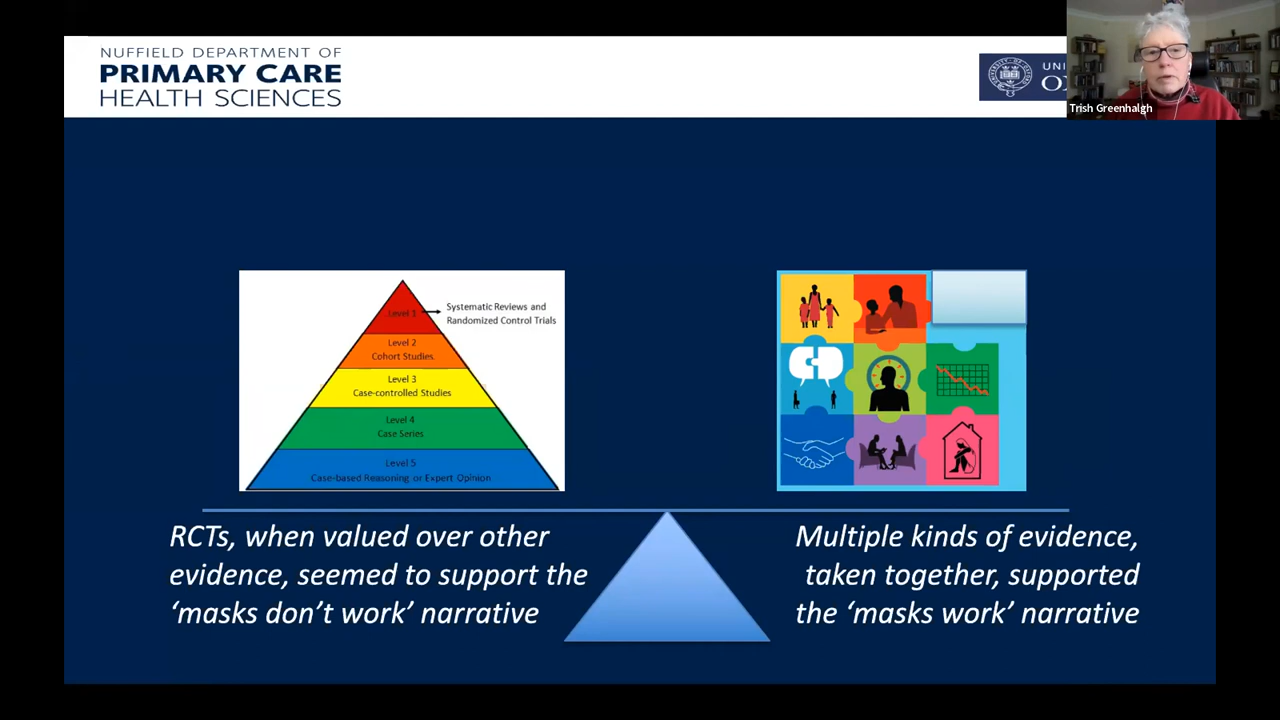 NUFFIELD DEPARTMENT OF
PRIMARY CARE
HEALTH SCIENCES
Trish Greenhalgh
Level 1
Systematic Reviews and
Randomized Control Trials
Level 2
Cohort Studies
Level 3
Case-controlled Studies
Level 4
Case Series
Level 5
Case-based Reasoning or Expert Opinion
RCTs, when valued over other
evidence, seemed to support the
‘masks don’t work’ narrative
Multiple kinds of evidence,
taken together, supported
the ‘masks work’ narrative